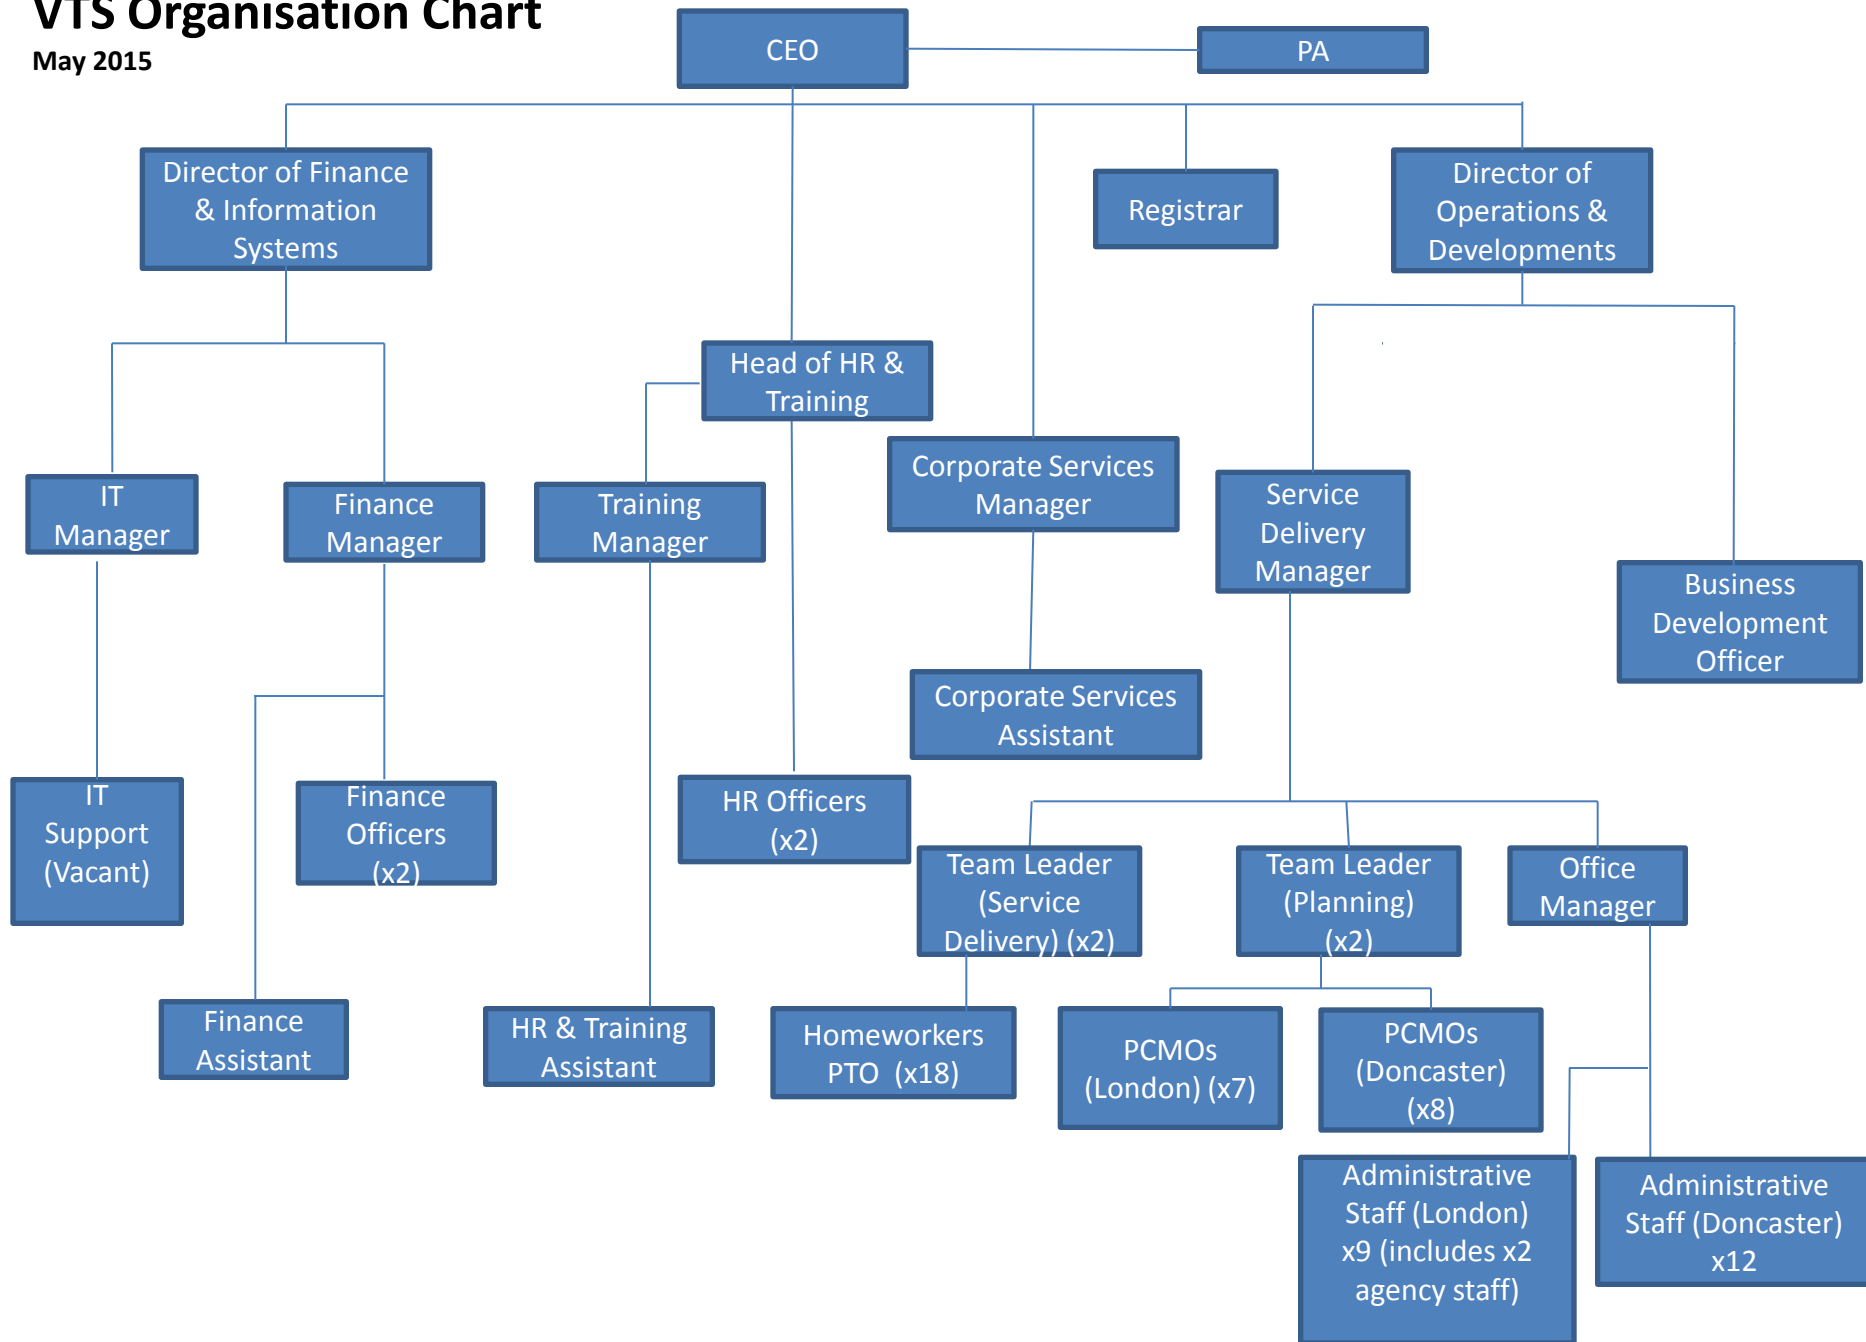 VTS Organisation Chart
May 2015
CEO
PA
Director of Finance
& Information
Systems
Registrar
Director of
Operations &
Developments
Head of HR &
Training
Corporate Services
Manager
IT
Manager
Finance
Manager
Training
Manager
Service
Delivery
Manager
Business
Development
Officer
Corporate Services
Assistant
IT
Support
(Vacant)
Finance
Officers
(x2)
HR Officers
(x2)
Team Leader
(Service
Delivery) (x2)
Team Leader
(Planning)
(x2)
Office
Manager
Finance
Assistant
HR & Training
Assistant
Homeworkers
PTO (x18)
PCMOs
(London) (x7)
PCMOs
(Doncaster)
(x8)
Administrative
Staff (London)
x9 (includes x2
agency staff)
Administrative
Staff (Doncaster)
x12